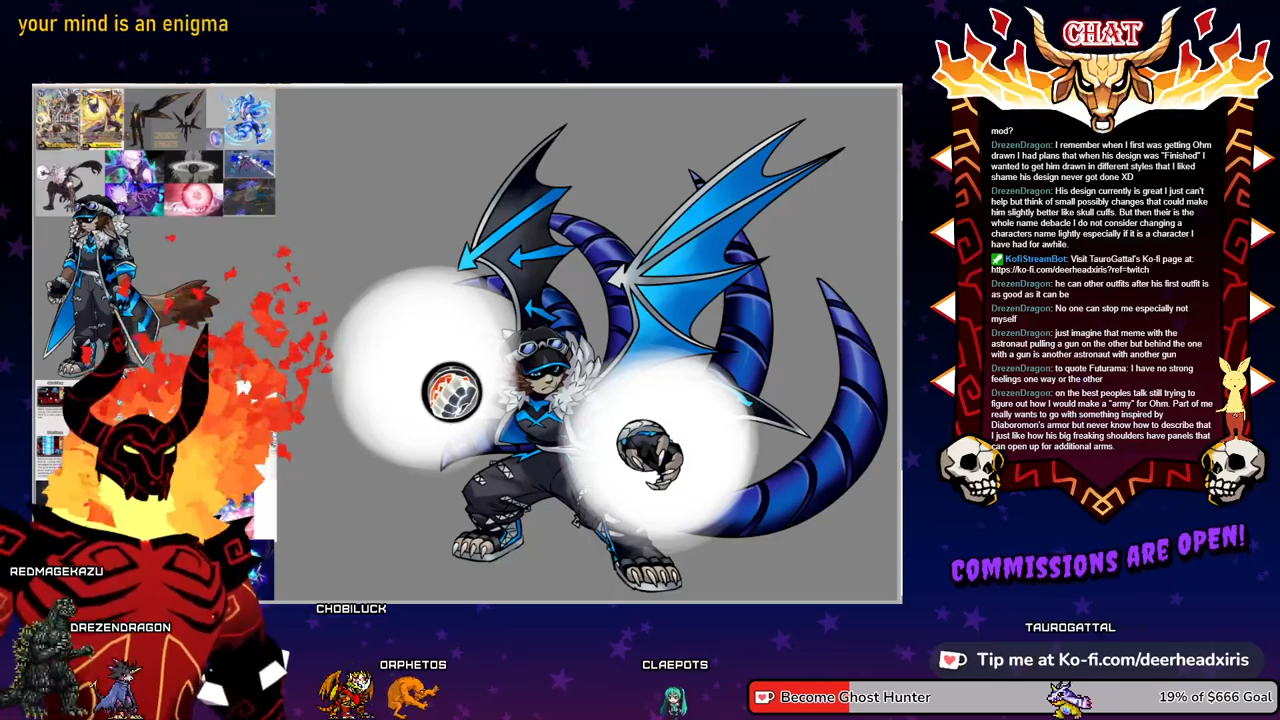 your mind is an enigma
CHAT
mod?
DrezenDragon: I remember when I first was getting Ohm
drawn I had plans that when his design was "Finished" I
wanted to get him drawn in different styles that I liked
shame his design never got done XD
DrezenDragon: His design currently is great I just can't
help but think of small possibly changes that could make
him slightly better like skull cuffs. But then their is the
whole name debacle I do not consider changing a
characters name lightly especially if it is a character I
have had for awhile.
KofiStreamBot: Visit TauroGattal's Ko-fi page at:
https://ko-fi.com/deerheadxiris?ref=twitch
DrezenDragon: he can other outfits after his first outfit is
as good as it can be
DrezenDragon: No one can stop me especially not
myself
DrezenDragon: just imagine that meme with the
astronaut pulling a gun on the other but behind the one
with a gun is another astronaut with another gun
DrezenDragon: to quote Futurama: I have no strong
feelings one way or the other
DrezenDragon: on the best peoples talk still trying to
figure out how I would make a "army" for Ohm. Part of me
really wants to go with something inspired by
Diaboromon's armor but never know how to describe that
I just like how his big freaking shoulders have panels that
can open up for additional arms.
COMMISSIONS ARE OPEN!
REDMAGEKAZU
CHOBILUCK
DREZENDRAGON
TAUROGATTAL
ORPHETOS
CLAEPOTS
Tip me at Ko-fi.com/deerheadxiris
Become Ghost Hunter
19% of $666 Goal